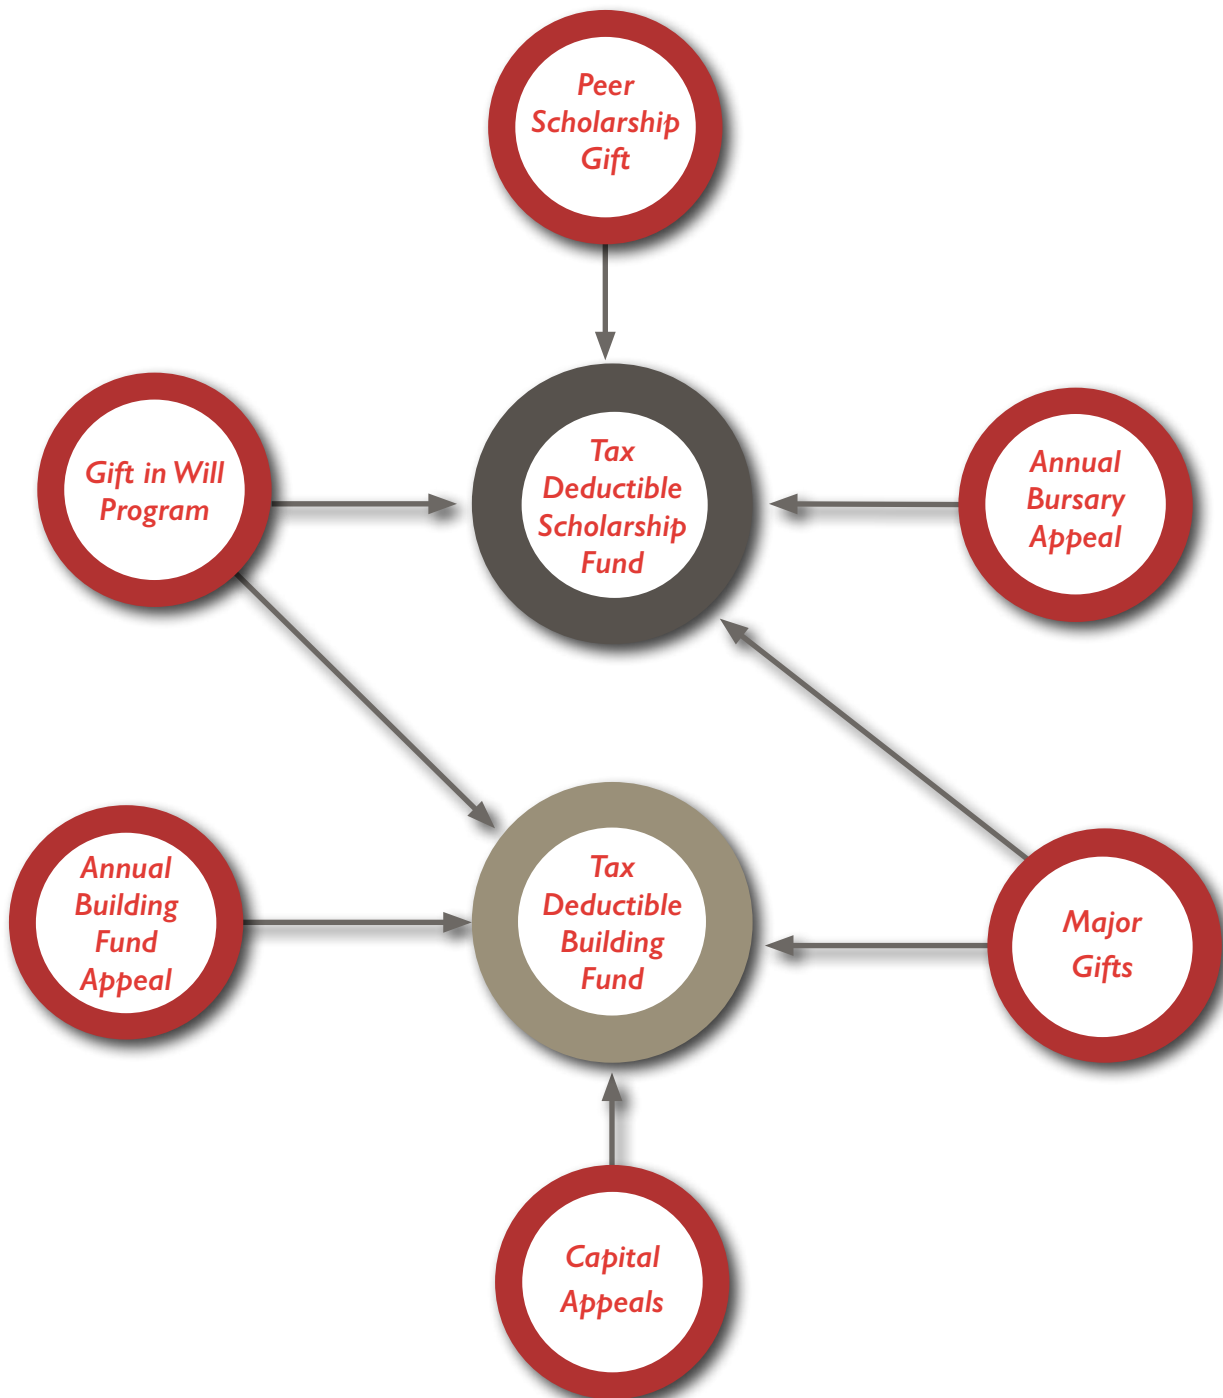 Peer
Scholarship
Gift
Gift in Will
Program
Tax
Deductible
Scholarship
Fund
Annual
Bursary
Appeal
Annual
Building
Fund
Appeal
Tax
Deductible
Building
Fund
Major
Gifts
Capital
Appeals